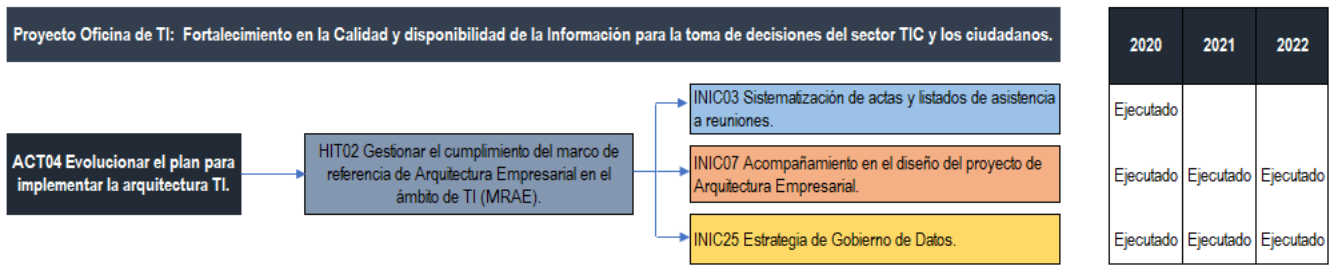 Proyecto Oficina de TI: Fortalecimiento en la Calidad y disponibilidad de la Información para la toma de decisiones del sector TIC y los ciudadanos.
2020 2021 2022
ACT04 Evolucionar el plan para
implementar la arquitectura TI.
HIT02 Gestionar el cumplimiento del marco de
referencia de Arquitectura Empresarial en el
ámbito de TI (MRAE).
INIC03 Sistematización de actas y listados de asistencia
a reuniones.
Ejecutado
INIC07 Acompañamiento en el diseño del proyecto de
Arquitectura Empresarial.
Ejecutado Ejecutado Ejecutado
INIC25 Estrategia de Gobierno de Datos.
Ejecutado Ejecutado Ejecutado